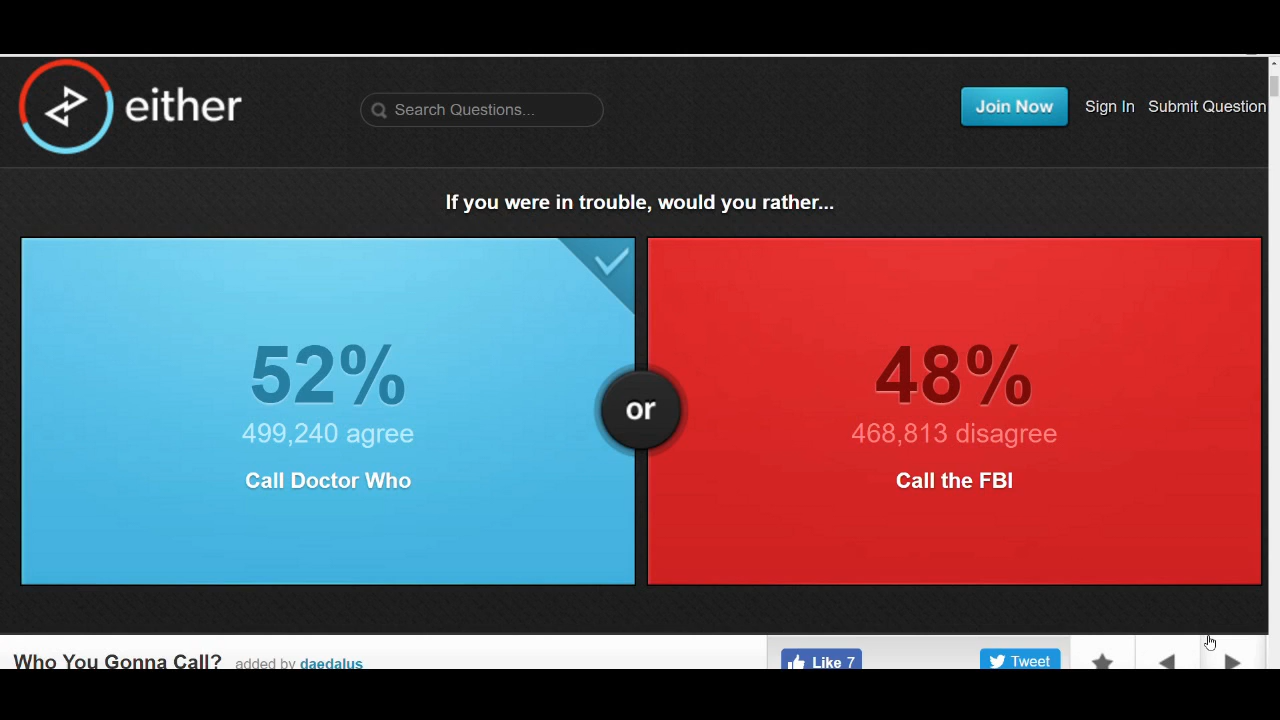 either
Search Questions...
Join Now
Sign In
Submit Question
If you were in trouble, would you rather...
52%
499,240 agree
Call Doctor Who
or
48%
468,813 disagree
Call the FBI
Who You Gonna Call? added by daedalus
Like 7
Tweet